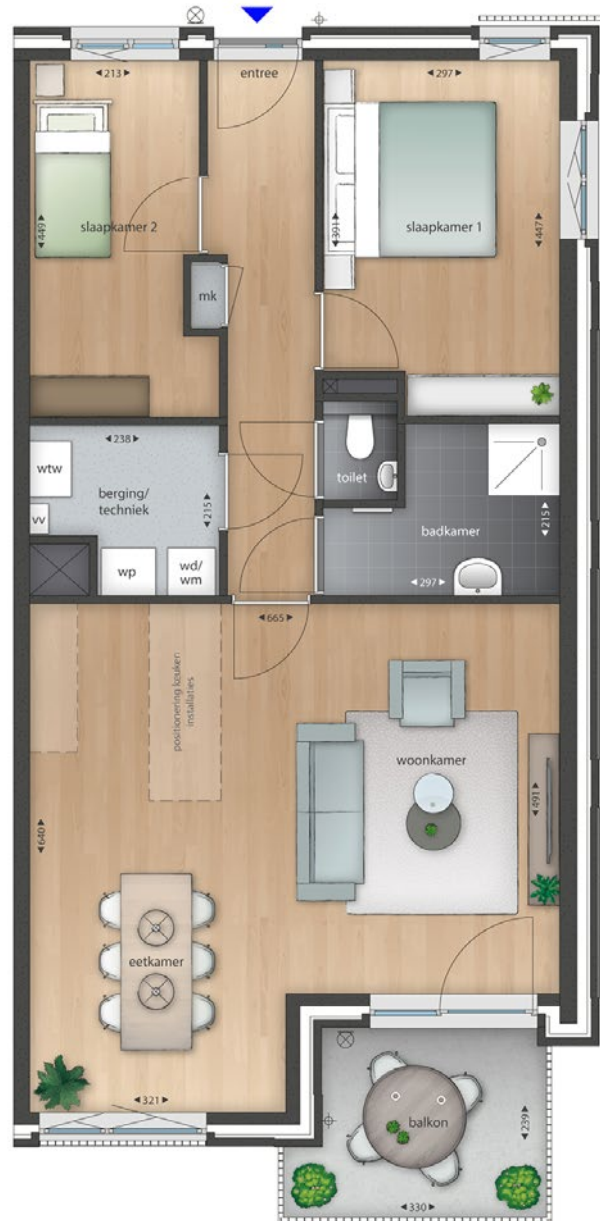 213
entree
297
449
slaapkamer 2
391
slaapkamer 1
447
mk
238
wtw
berging/
techniek
215
vv
wp
wd/
wm
toilet
badkamer
215
297
665
positionering keuken
installaties
woonkamer
491
640
eetkamer
321
balkon
239
330